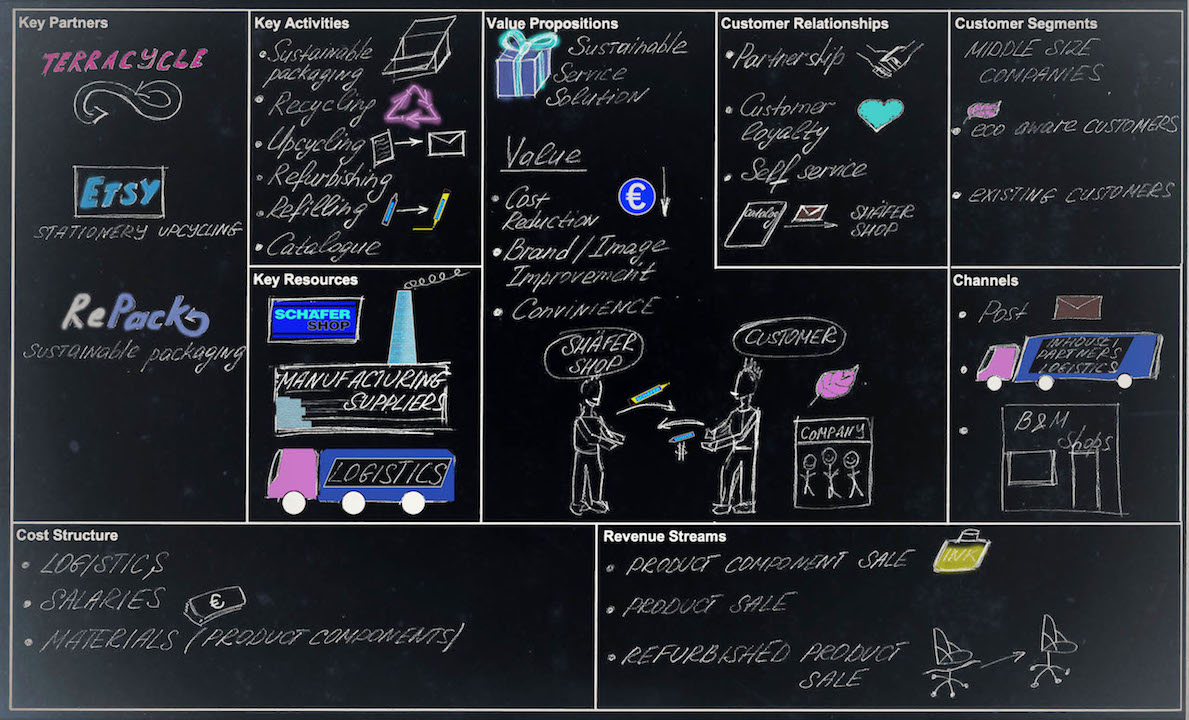 Key Partners
TERRACYCLE
ETSY
STATIONERY UPCYCLING
RePack
SUSTAINABLE packaging
Key Activities
Sustainable
packaging
Recycling
Upcycling
Refurbishing
Refilling
Catalogue
Key Resources
SCHÄFER
SHOP
MANUFACTURING
SUPPLIERS
LOGISTICS
Value Propositions
Sustainable
Service
Solution
Value
Cost
Reduction
€
Brand/Image
Improvement
CONVINIENCE
SHÄFER
SHOP
CUSTOMER
COMPANY
Customer Relationships
Partnership
Customer
loyalty
Self service
Catalog
SHÄFER
SHOP
Customer Segments
MIDDLE SIZE
COMPANIES
eco aware CUSTOMERS
EXISTING CUSTOMERS
Channels
Post
INHOUSE|
PARTNERS
LOGISTICS
B&M
Shops
Cost Structure
LOGISTICS
SALARIES
€
MATERIALS (PRODUCT COMPONENTS)
Revenue Streams
PRODUCT COMPONENT SALE
INK
PRODUCT SALE
REFURBISHED PRODUCT
SALE